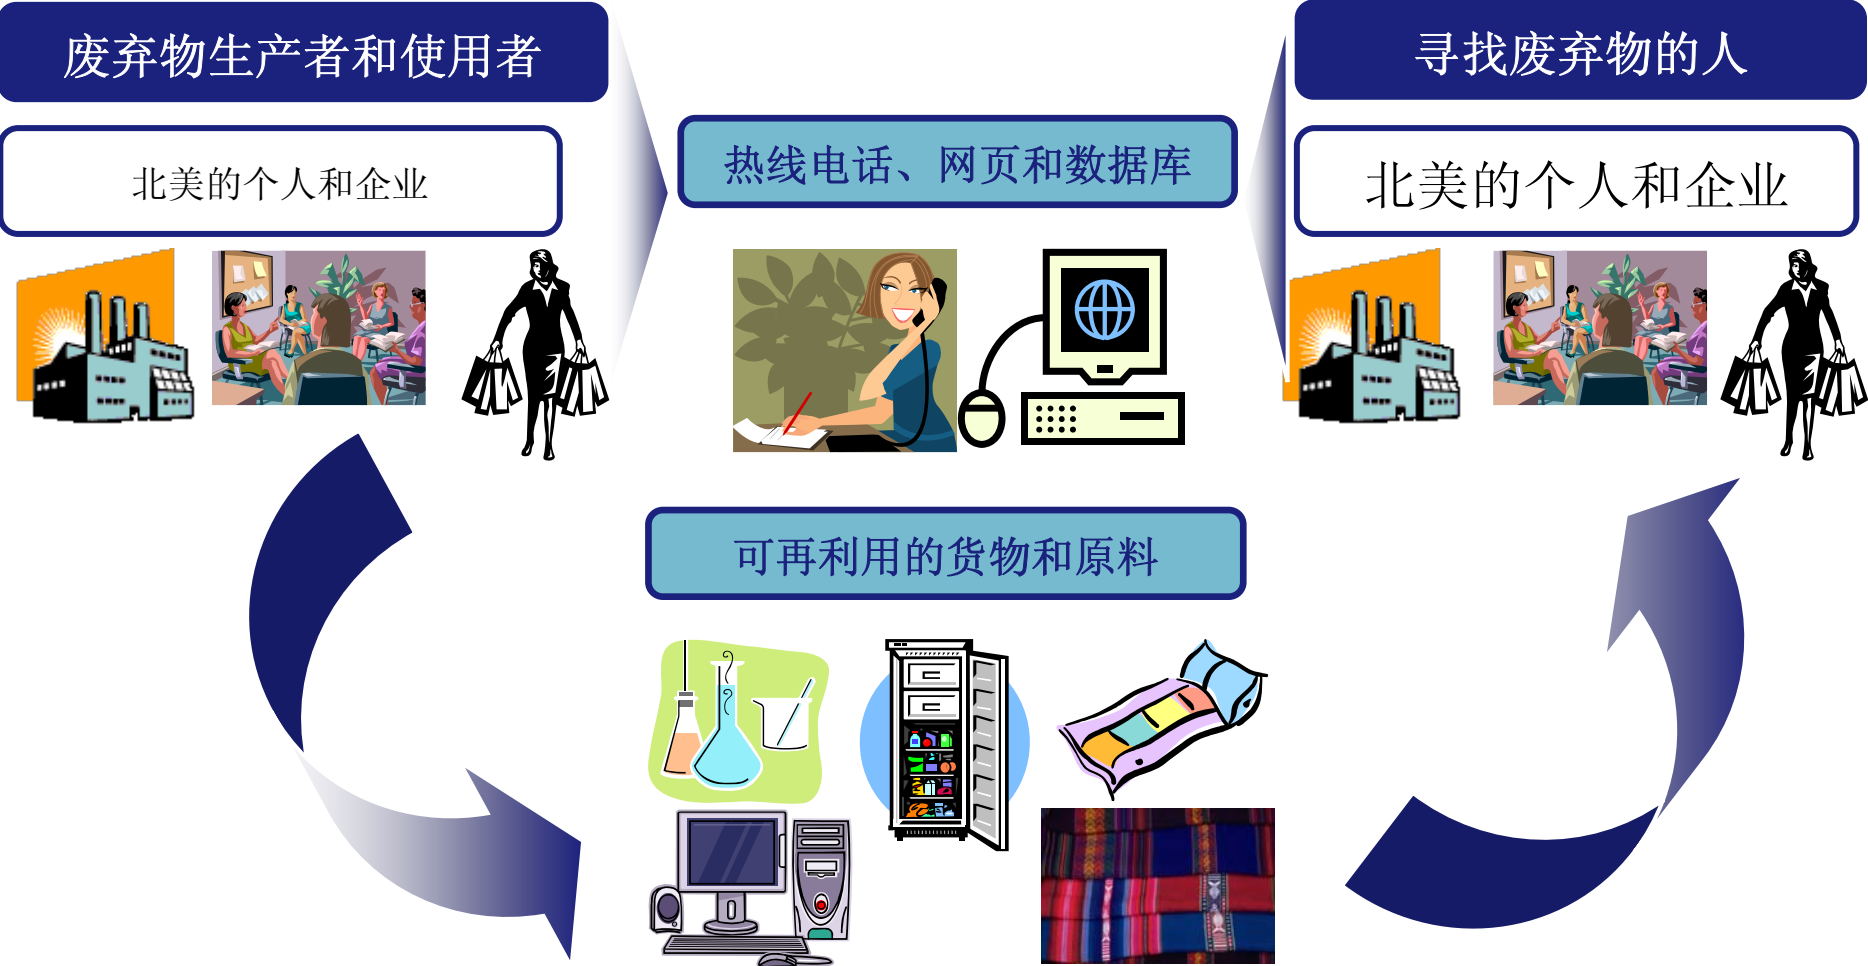 废弃物生产者和使用者
寻找废弃物的人
北美的个人和企业
热线电话、网页和数据库
北美的个人和企业
可再利用的货物和原料